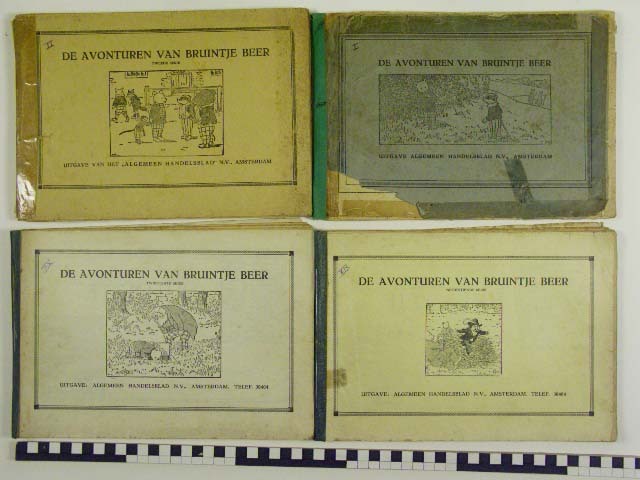 II
DE AVONTUREN VAN BRUINTJE BEER
TWEEDE SERIE
UITGAVE VAN HET „ALGEMEEN HANDELSBLAD” N.V., AMSTERDAM
I
DE AVONTUREN VAN BRUINTJE BEER
UITGAVE ALGEMEEN HANDELSBLAD N.V., AMSTERDAM
DE AVONTUREN VAN BRUINTJE BEER
UITGAVE: ALGEMEEN HANDELSBLAD N.V., AMSTERDAM. TELEF. 30404
DE AVONTUREN VAN BRUINTJE BEER
UITGAVE: ALGEMEEN HANDELSBLAD N.V., AMSTERDAM. TELEF. 30404